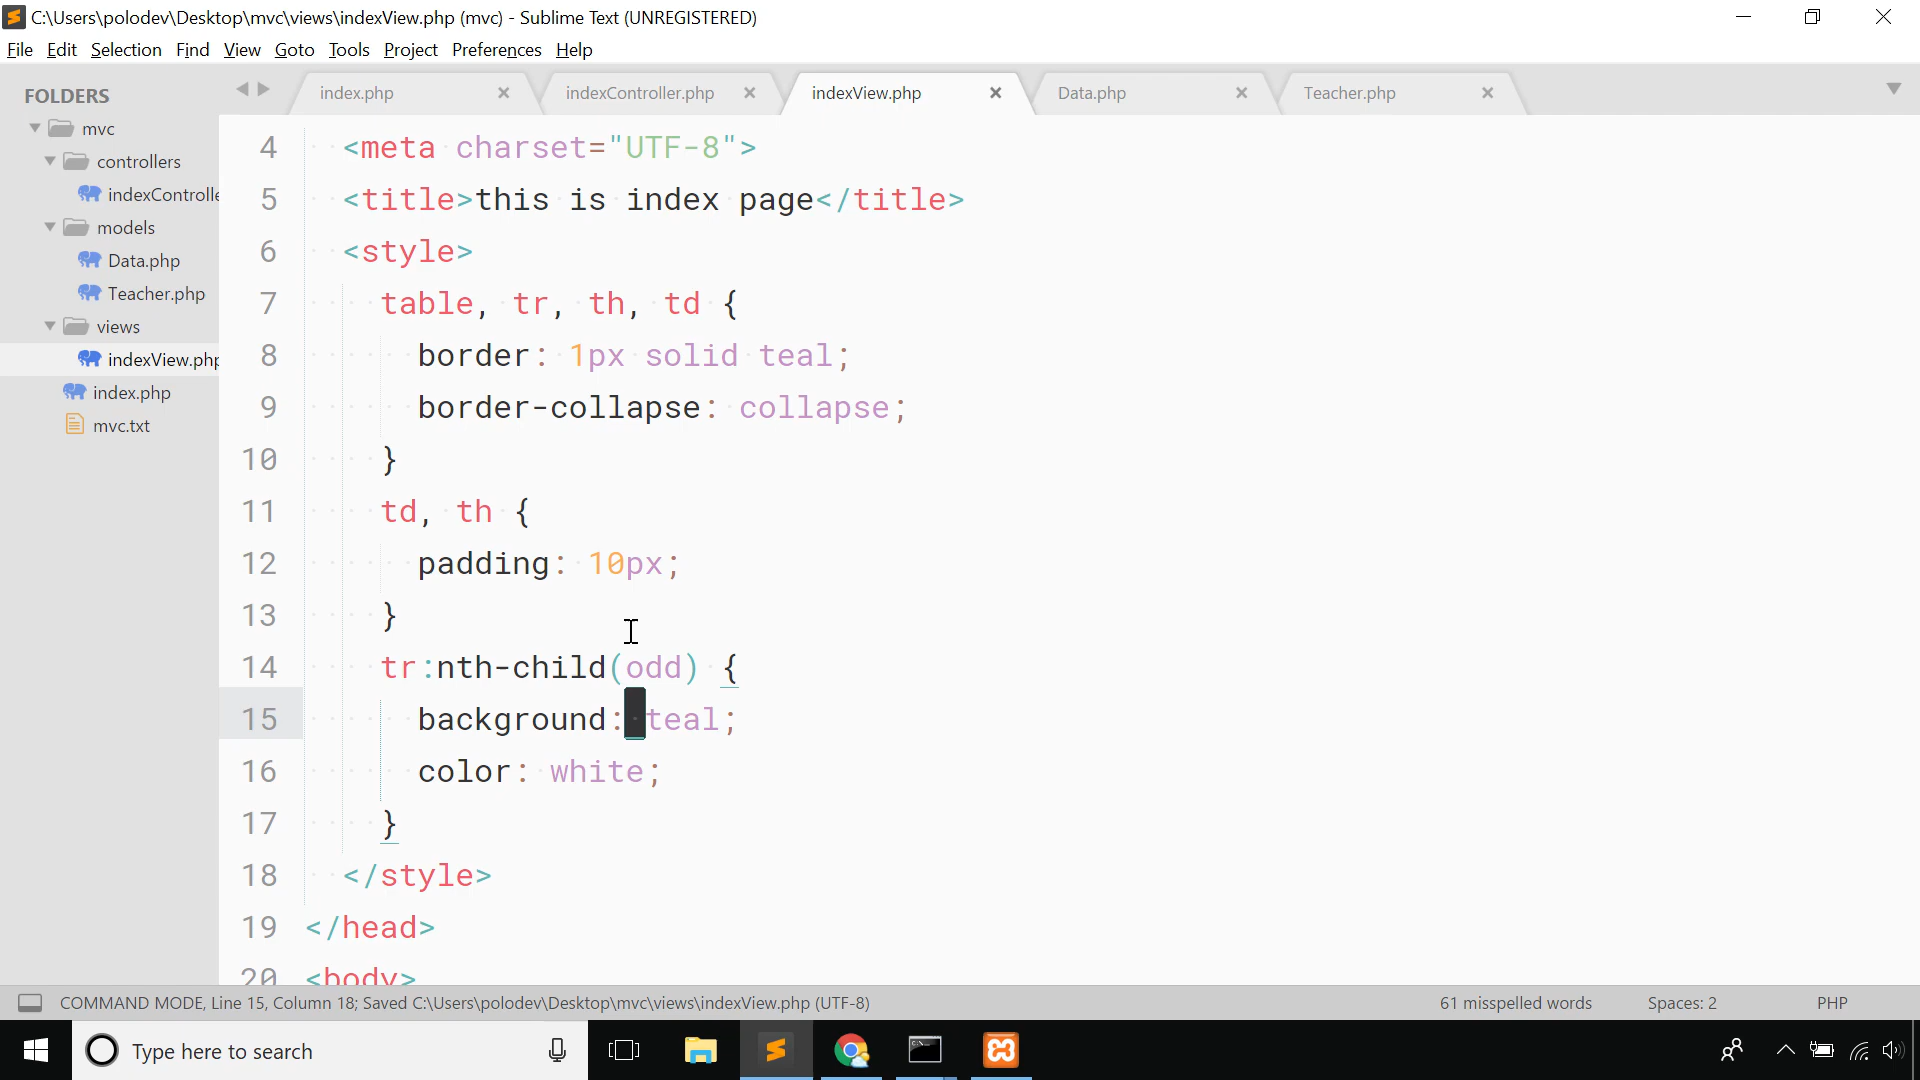 C:\Users\polodev\Desktop\mvc\views\indexView.php (mvc) - Sublime Text (UNREGISTERED)
File Edit Selection Find View Goto Tools Project Preferences Help
FOLDERS
mvc
controllers
indexControlle
models
Data.php
Teacher.php
views
indexView.php
index.php
mvc.txt
index.php indexController.php indexView.php Data.php Teacher.php
4 <meta charset="UTF-8">
5 <title>this is index page</title>
6 <style>
7 table, tr, th, td {
8 border: 1px solid teal;
9 border-collapse: collapse;
10 }
11 td, th {
12 padding: 10px;
13 }
14 tr:nth-child(odd) {
15 background: teal;
16 color: white;
17 }
18 </style>
19 </head>
20 <body>
COMMAND MODE, Line 15, Column 18; Saved C:\Users\polodev\Desktop\mvc\views\indexView.php (UTF-8) 61 misspelled words Spaces: 2 PHP
Type here to search